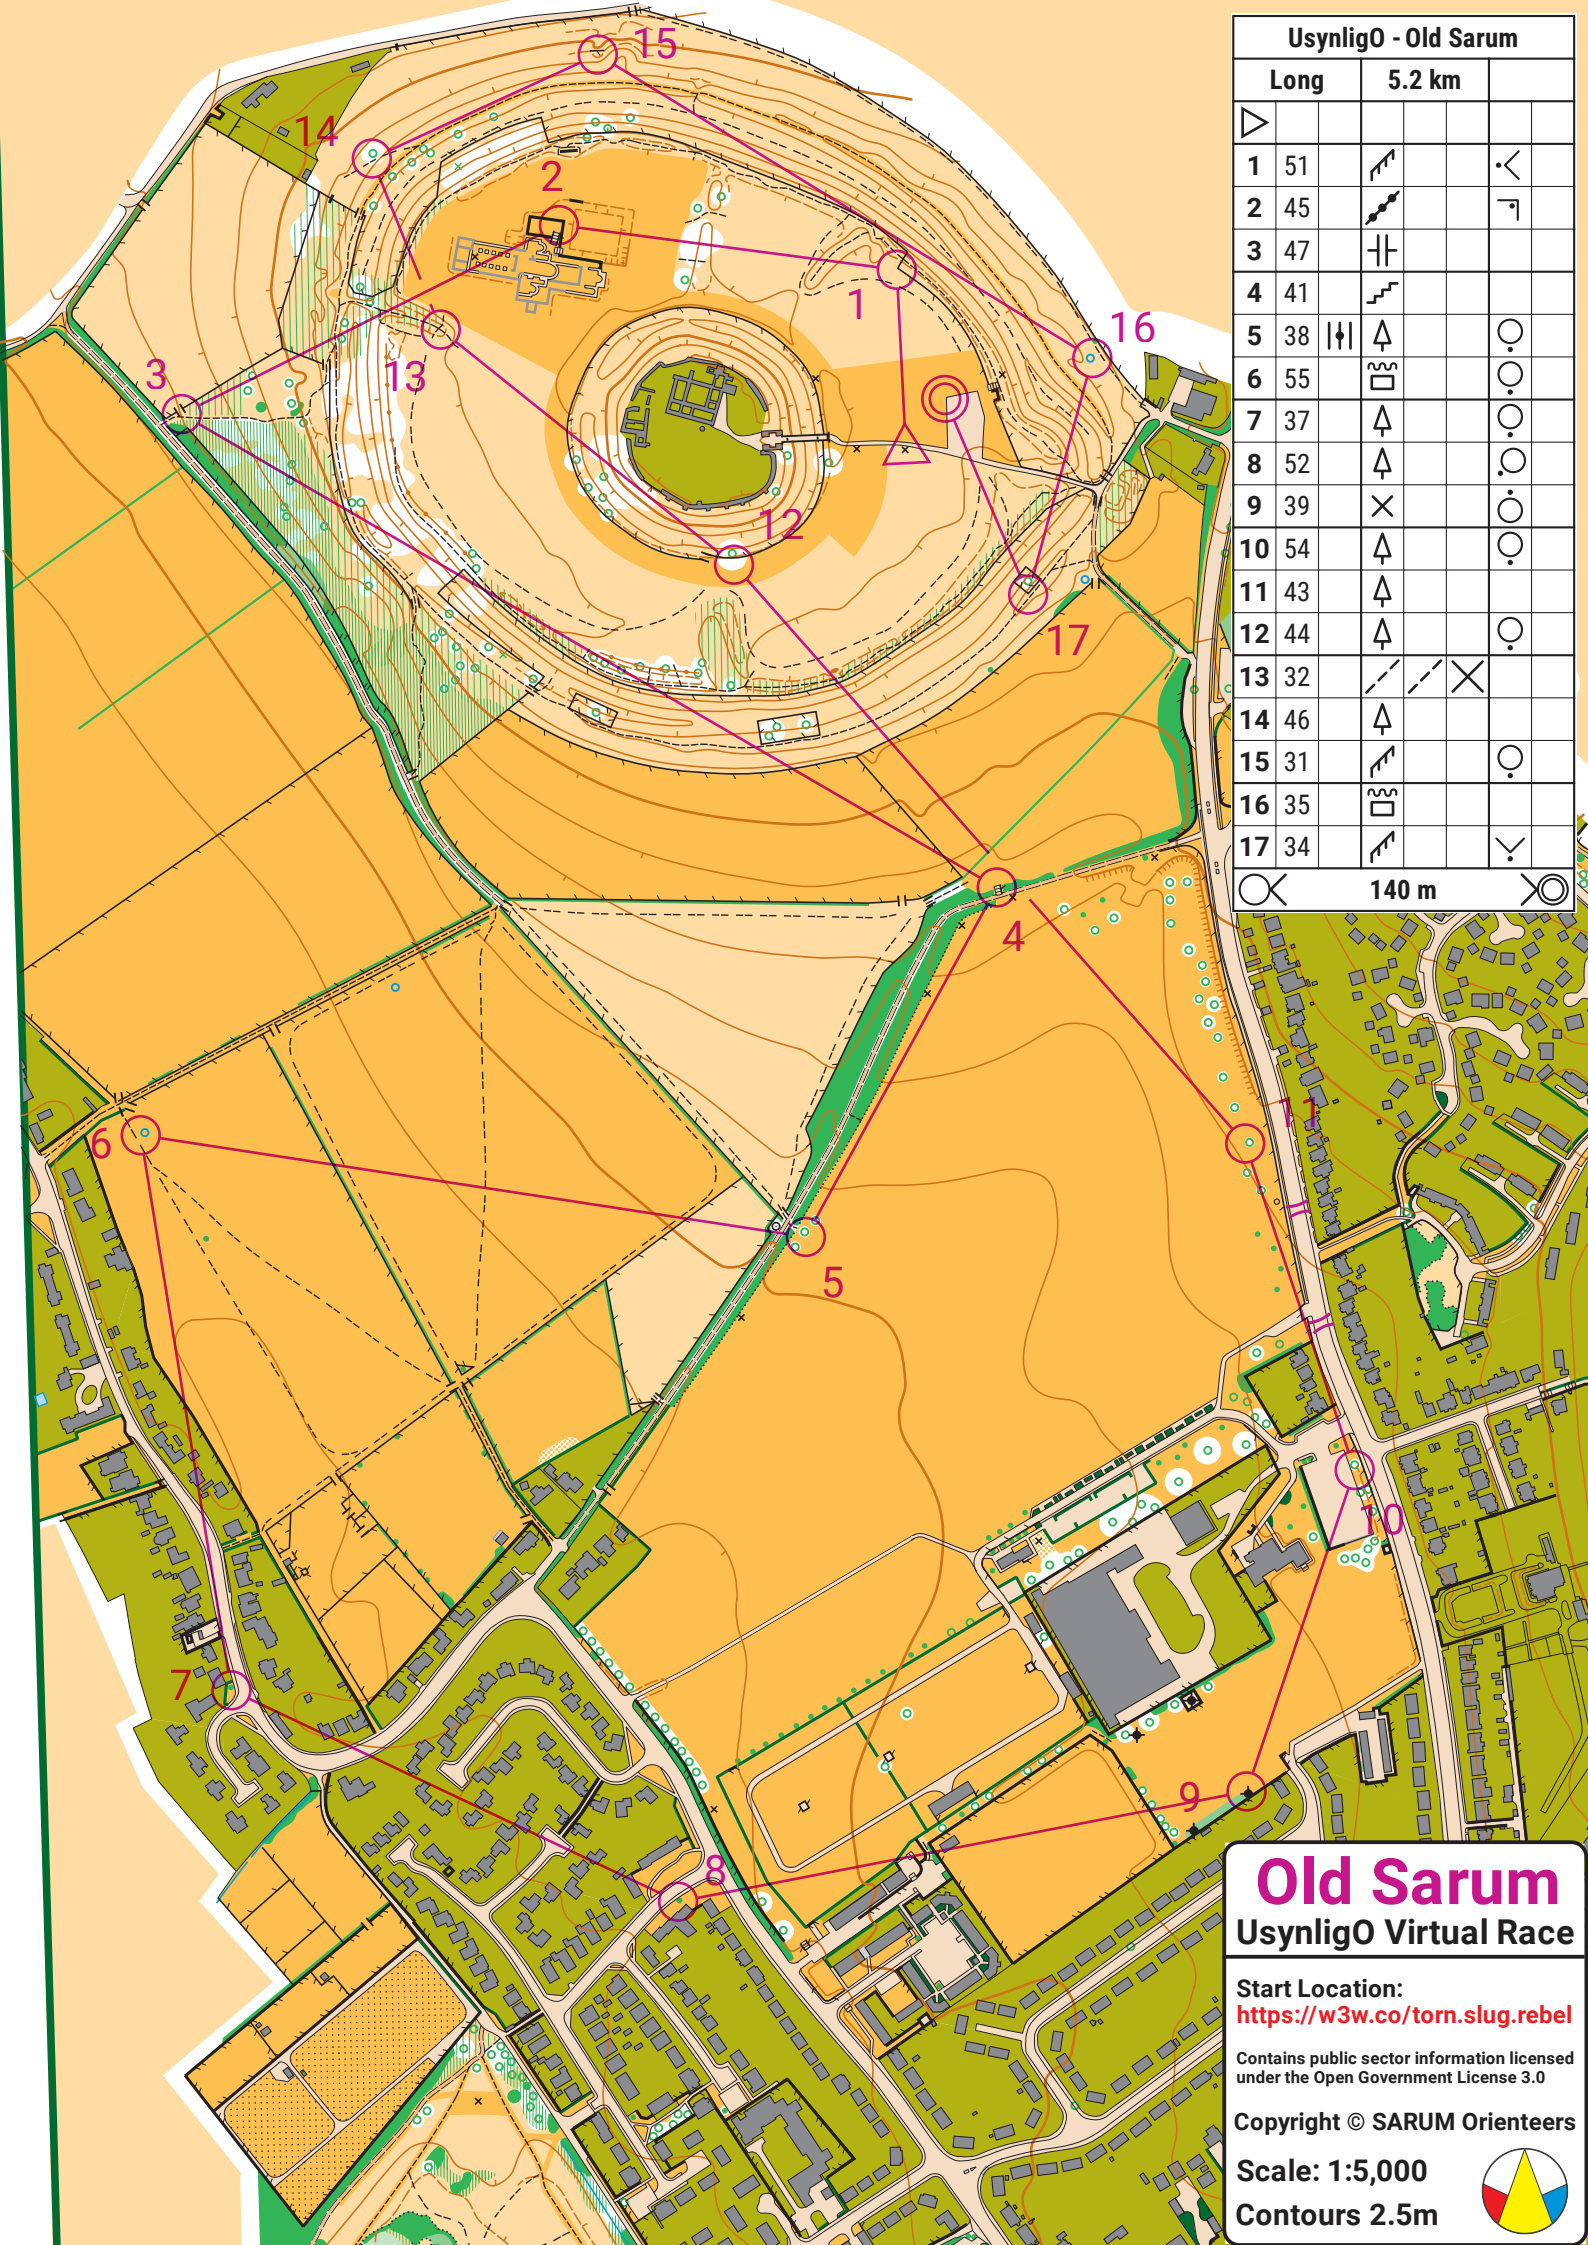 UsynligO - Old Sarum
Long 5.2 km
1 51
2 45
3 47
4 41
5 38
6 55
7 37
8 52
9 39
10 54
11 43
12 44
13 32
14 46
15 31
16 35
17 34
140 m
15
14
2
1
16
3
13
12
17
4
11
6
5
10
7
9
8
Old Sarum
UsynligO Virtual Race
Start Location:
https://w3w.co/torn.slug.rebel
Contains public sector information licensed
under the Open Government License 3.0
Copyright © SARUM Orienteers
Scale: 1:5,000
Contours 2.5m